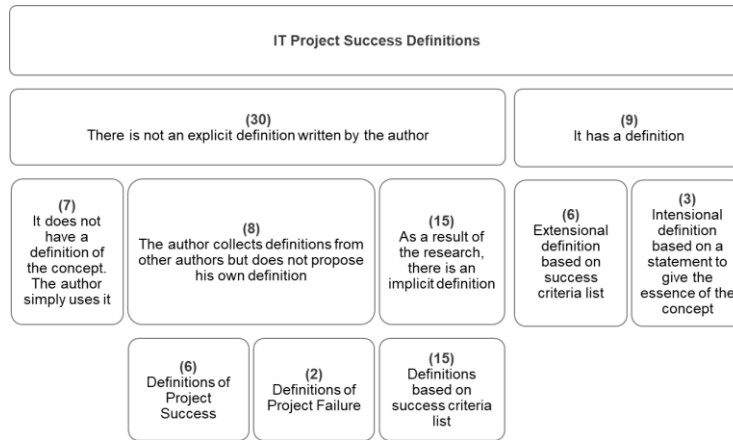 IT Project Success Definitions
(30)
There is not an explicit definition written by the author
(9)
It has a definition
(7)
It does not
have a
definition of
the concept.
The author
simply uses it
(8)
The author collects definitions from
other authors but does not propose
his own definition
(15)
As a result of
the research,
there is an
implicit definition
(6)
Extensional
definition
based on
success
criteria list
(3)
Intensional
definition
based on a
statement to
give the
essence of the
concept
(6)
Definitions of
Project
Success
(2)
Definitions of
Project Failure
(15)
Definitions
based on
success criteria
list